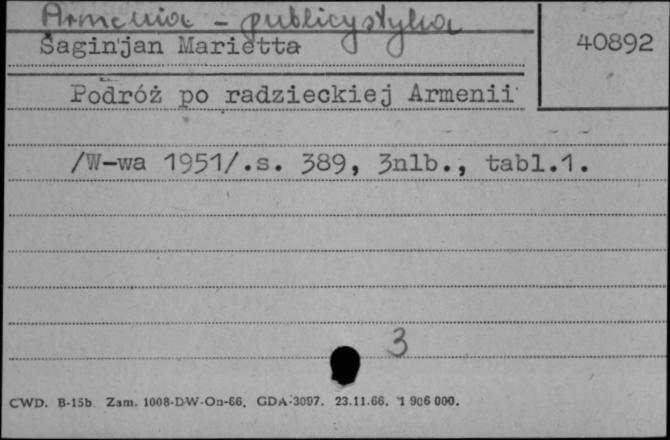 Armenia - publicystyka
Šaginjan Marietta
40892
Podróż po radzieckiej Armenii
/W-wa 1951/.s. 389, 3nlb., tabl.1.
3
CWD. B-15b. Zam. 1008-DW-On-66. GDA-3097. 23.11.66. 1 906 000.